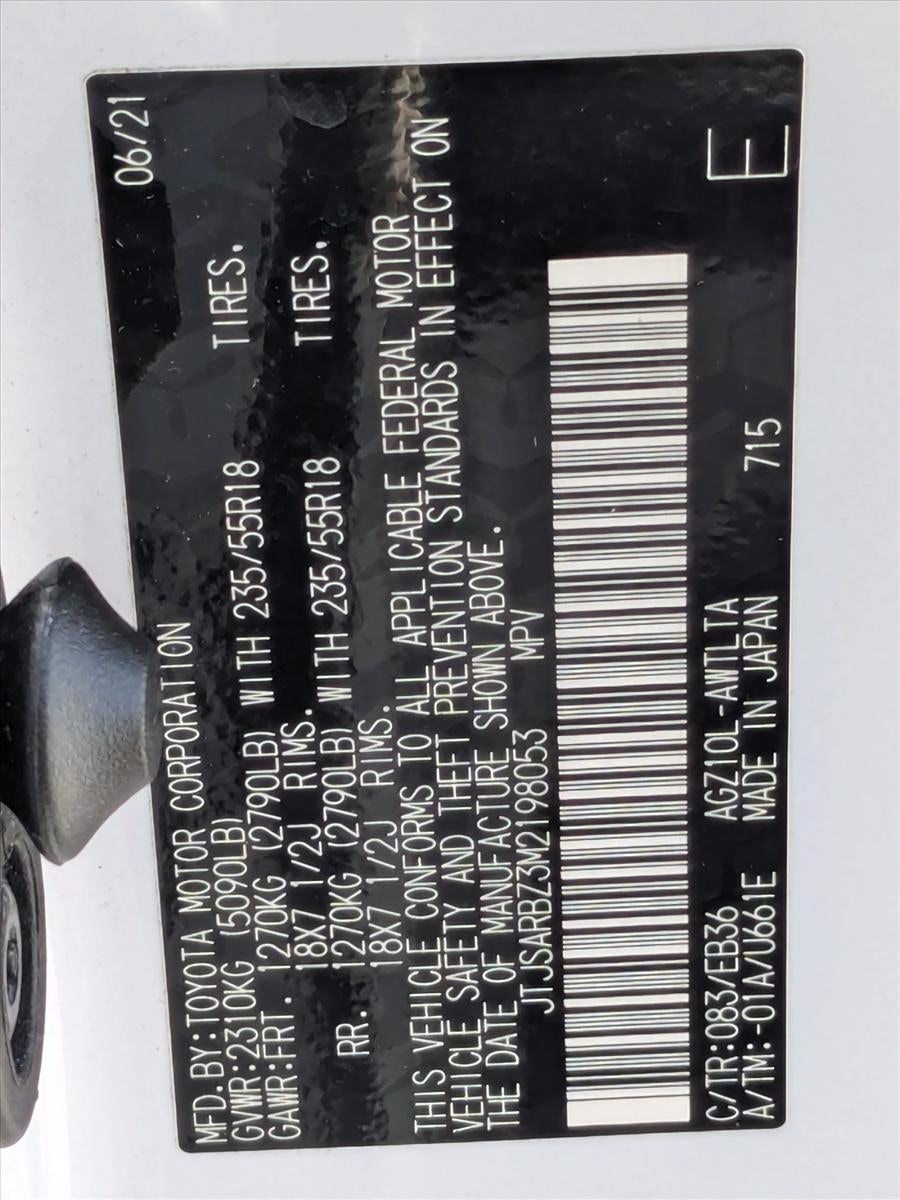 MFD.BY:TOYOTA MOTOR CORPORATION 06/21
GVWR:2310KG (5090LB)
GAWR:FRT. 1270KG (2790LB) WITH 235/55R18 TIRES.
18X7 1/2J RIMS.
RR. 1270KG (2790LB) WITH 235/55R18 TIRES.
18X7 1/2J RIMS.
THIS VEHICLE CONFORMS TO ALL APPLICABLE FEDERAL MOTOR
VEHICLE SAFETY AND THEFT PREVENTION STANDARDS IN EFFECT ON
THE DATE OF MANUFACTURE SHOWN ABOVE.
JTJSARBZ3M2198053 MPV
C/TR:083/EB36 AGZ10L-AWTLTA 715 E
A/TM:-01A/U661E MADE IN JAPAN